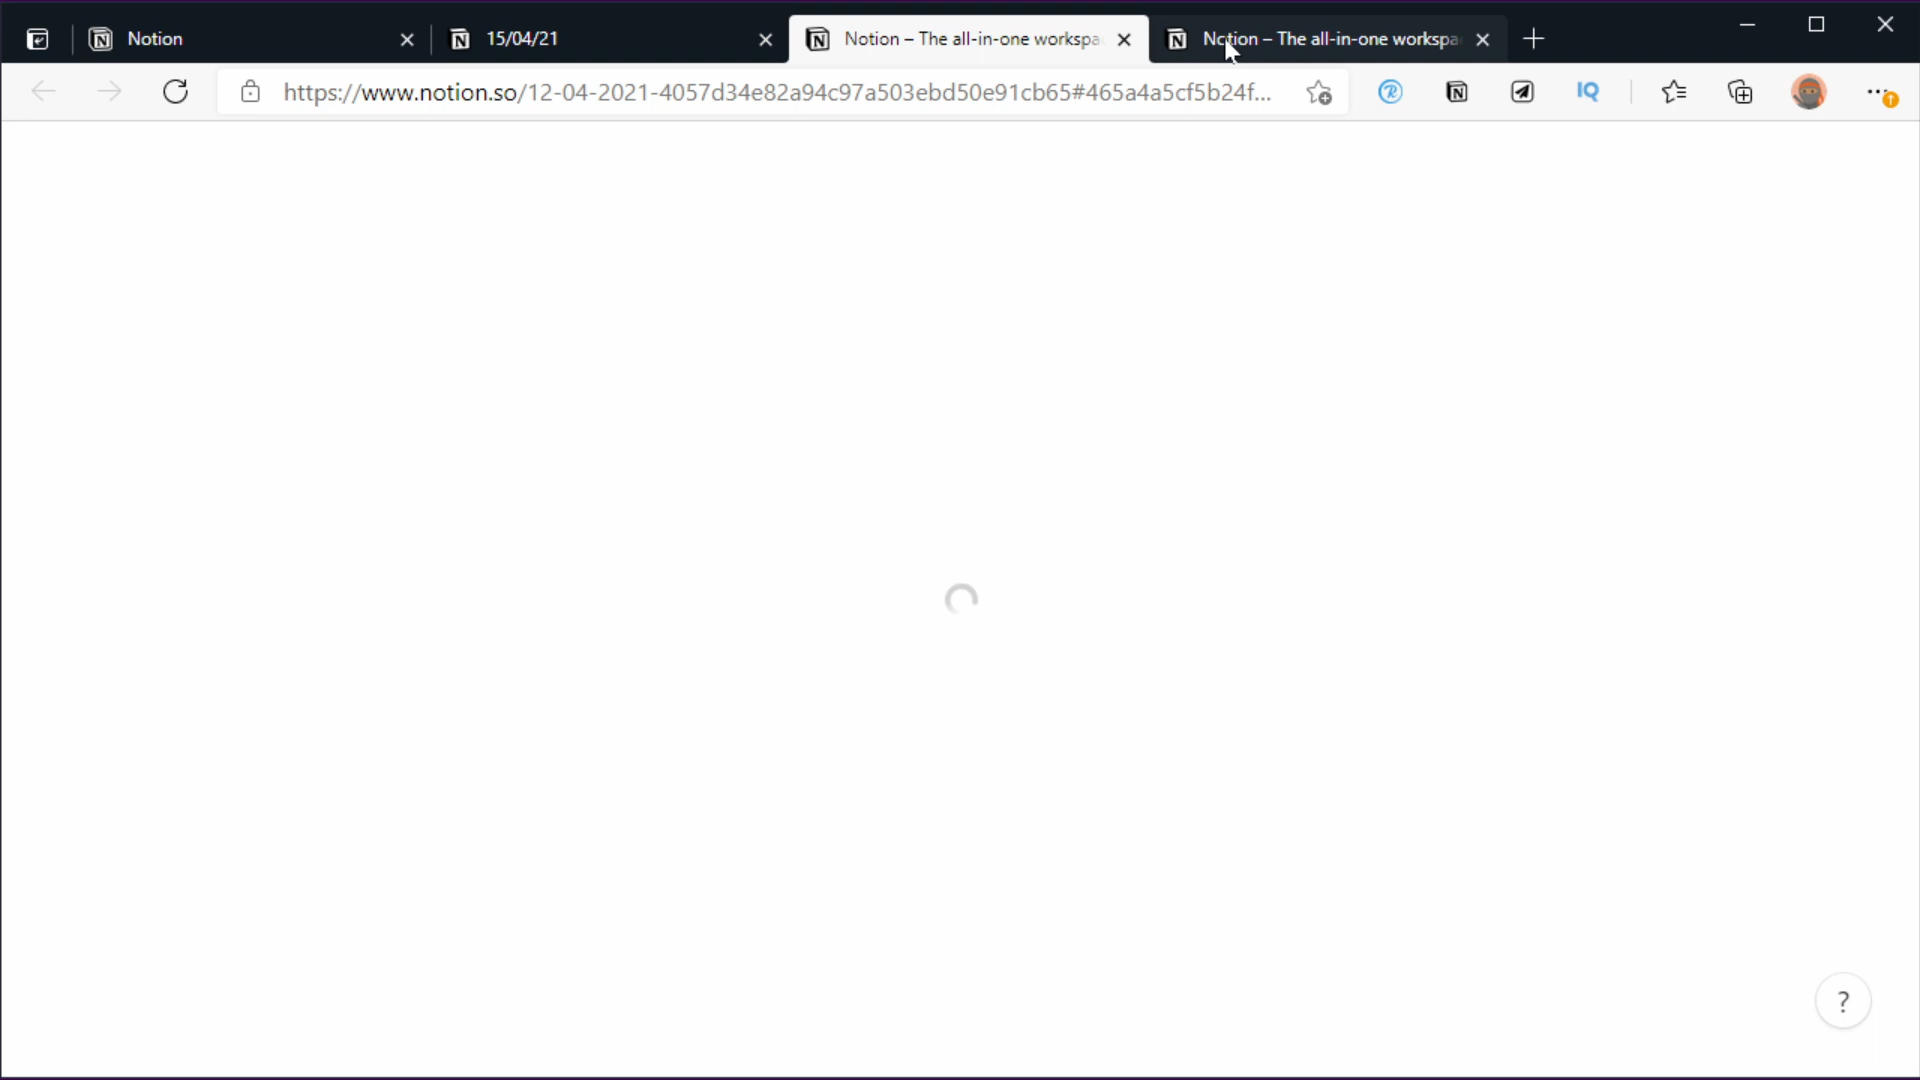 Notion
15/04/21
Notion – The all-in-one workspa
Notion – The all-in-one workspa
https://www.notion.so/12-04-2021-4057d34e82a94c97a503ebd50e91cb65#465a4a5cf5b24f...
IQ
?